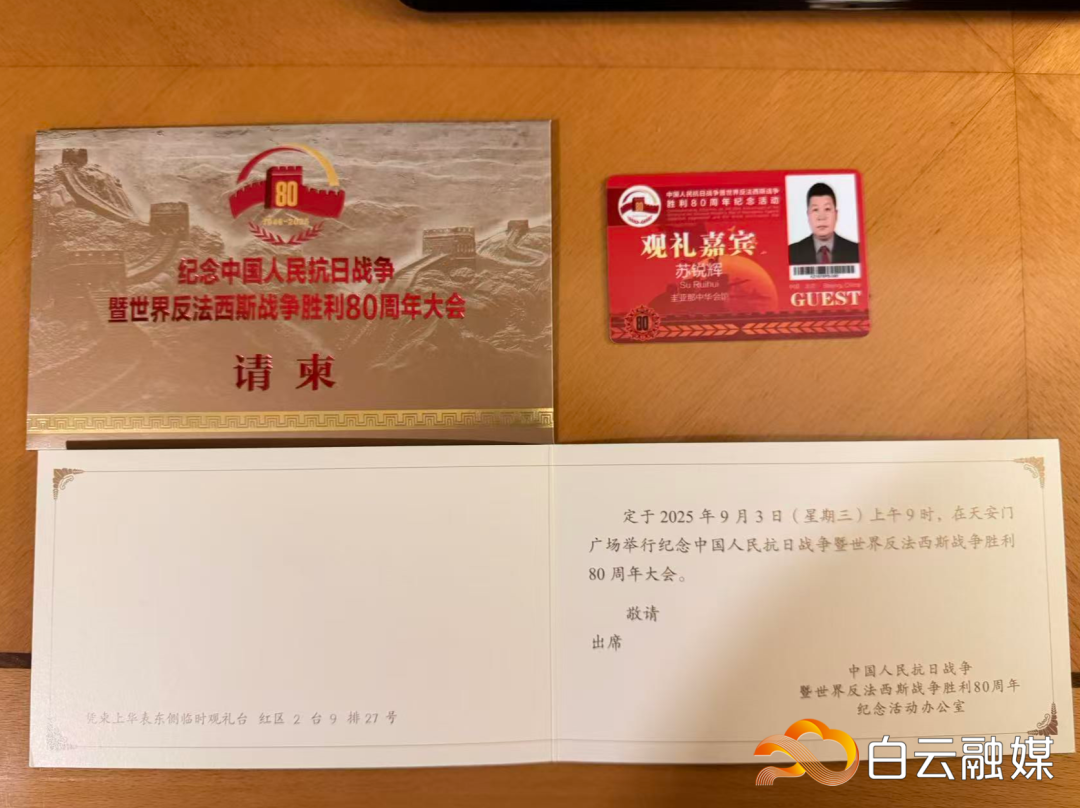 80
1945-2025
纪念中国人民抗日战争
暨世界反法西斯战争胜利80周年大会
请柬
中国人民抗日战争暨世界反法西斯战争
胜利80周年纪念活动
观礼嘉宾
苏锐辉
Su Ruihui
GUEST
80
定于2025年9月3日（星期三）上午9时，在天安门
广场举行纪念中国人民抗日战争暨世界反法西斯战争胜利
80周年大会。
敬请
出席
中国人民抗日战争
暨世界反法西斯战争胜利80周年
纪念活动办公室
凭柬上华表东侧临时观礼台 红区 2 台 9 排 27 号
白云融媒